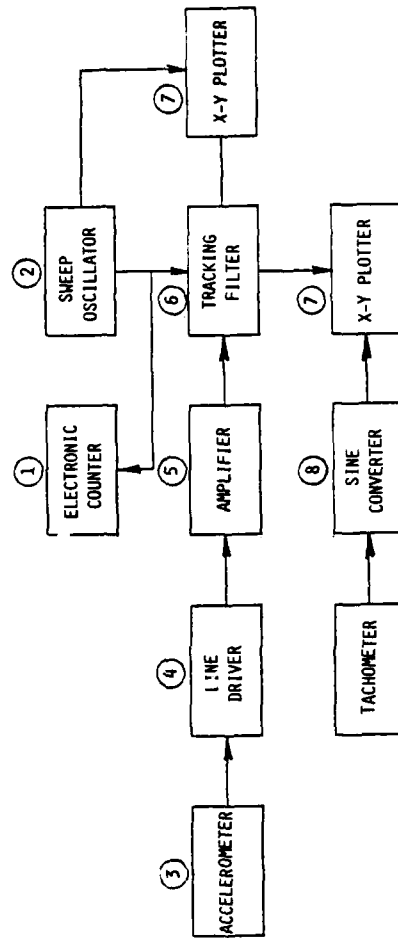 1
ELECTRONIC
COUNTER
2
SWEEP
OSCILLATOR
3
ACCELEROMETER
4
LINE
DRIVER
5
AMPLIFIER
6
TRACKING
FILTER
7
X-Y PLOTTER
TACHOMETER
8
SINE
CONVERTER
7
X-Y PLOTTER